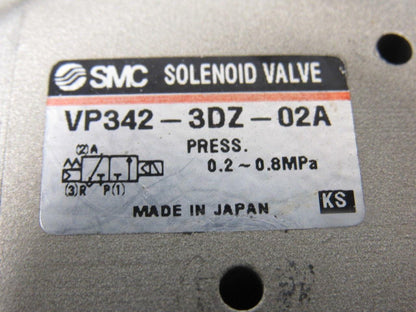 SMC SOLENOID VALVE
VP342-3DZ-02A
PRESS.
0.2~0.8MPa
(2)A
(3)R P(1)
MADE IN JAPAN
KS